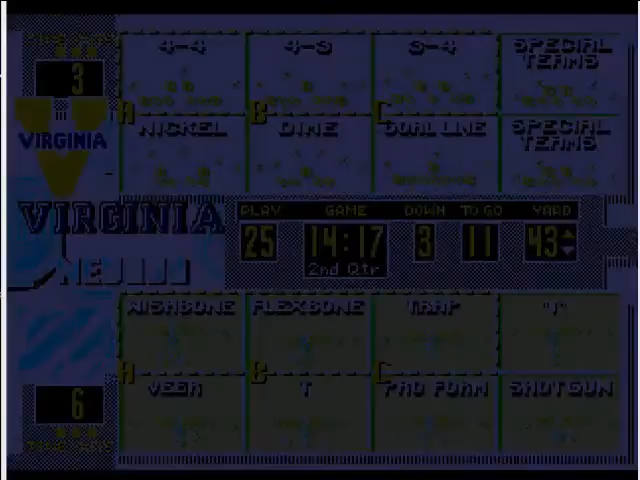 3
4-4
4-3
3-4
SPECIAL TEAMS
A
B
C
VIRGINIA
NICKEL
DIME
GOAL LINE
SPECIAL TEAMS
VIRGINIA
PLAY
GAME
DOWN
TO GO
YARD
25
14:17
3
11
43
2nd Qtr
WISHBONE
FLEXBONE
TRAP
"I"
A
B
C
6
VEER
T
PRO FORM
SHOTGUN